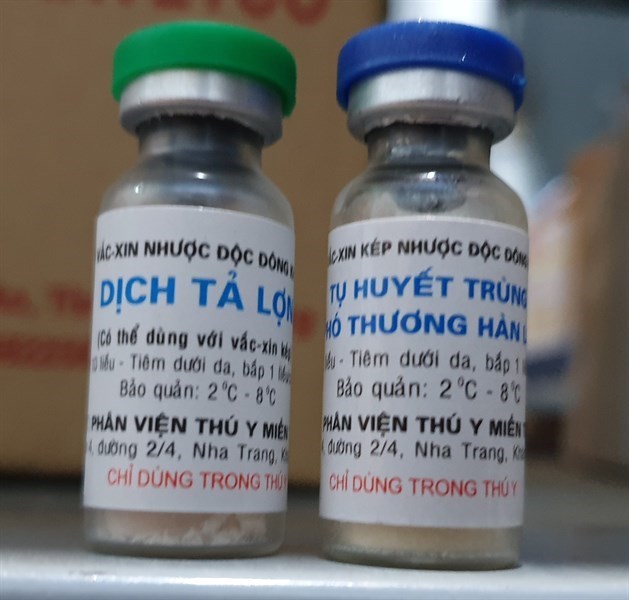 VẮC-XIN NHƯỢC ĐỘC ĐÔNG
DỊCH TẢ LỢN
(Có thể dùng với vắc-xin kép
liều - Tiêm dưới da, bắp 1 liều
Bảo quản: 2°C - 8°C
PHÂN VIỆN THÚ Y MIỀN
4, đường 2/4, Nha Trang,
CHỈ DÙNG TRONG THÚ Y
VẮC-XIN KÉP NHƯỢC ĐỘC ĐÔNG
TỤ HUYẾT TRÙNG
THƯƠNG HÀN
- Tiêm dưới da, bắp 1
Bảo quản: 2°C - 8°C
PHÂN VIỆN THÚ Y MIỀN
đường 2/4, Nha Trang,
CHỈ DÙNG TRONG THÚ Y